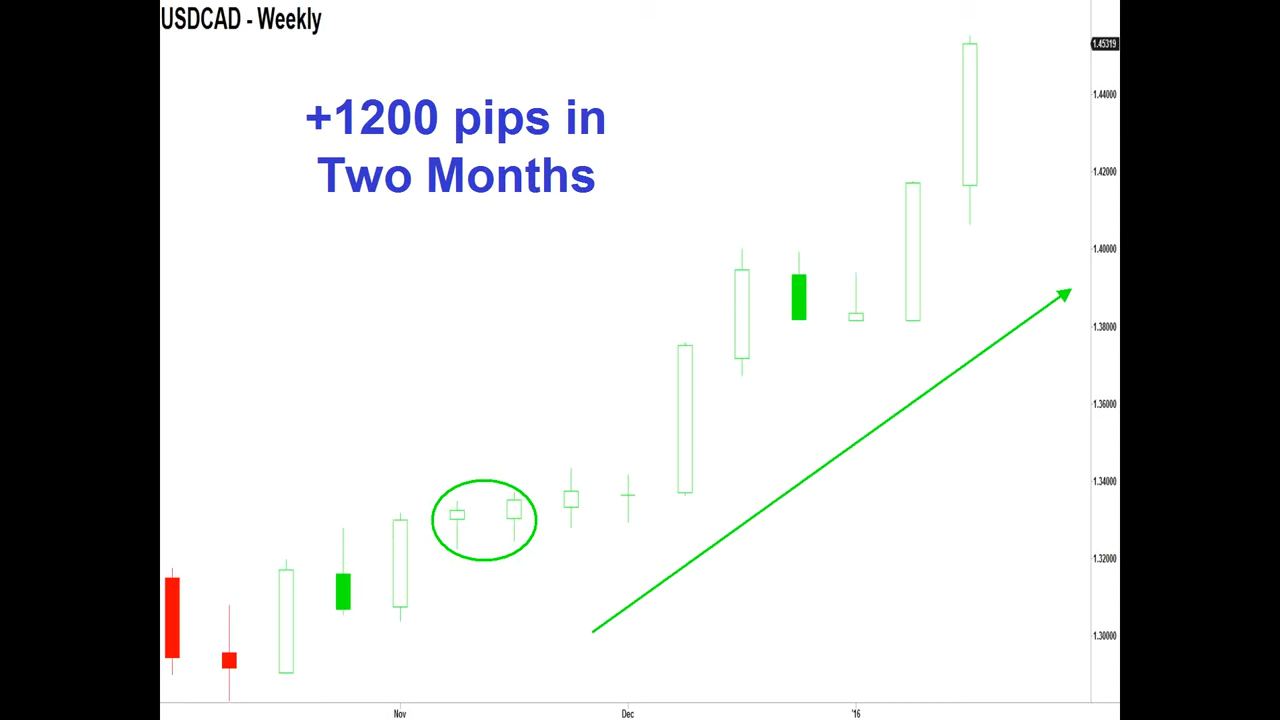 USDCAD - Weekly
+1200 pips in
Two Months
1.45319
1.44000
1.42000
1.40000
1.38000
1.36000
1.34000
1.32000
1.30000
Nov
Dec
'16